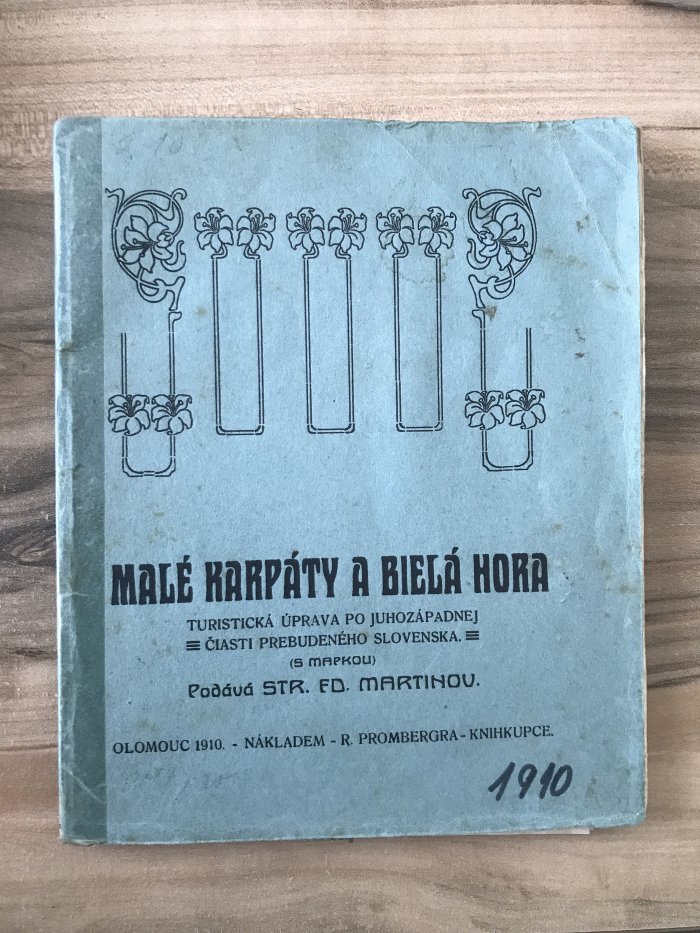 MALÉ KARPÁTY A BIELÁ HORA
TURISTICKÁ ÚPRAVA PO JUHOZÁPADNEJ
ČIASTI PREBUDENÉHO SLOVENSKA.
(S MAPKOU)
Podává STR. FD. MARTINOV.
OLOMOUC 1910. - NÁKLADEM - R. PROMBERGRA - KNIHKUPCE.
1910